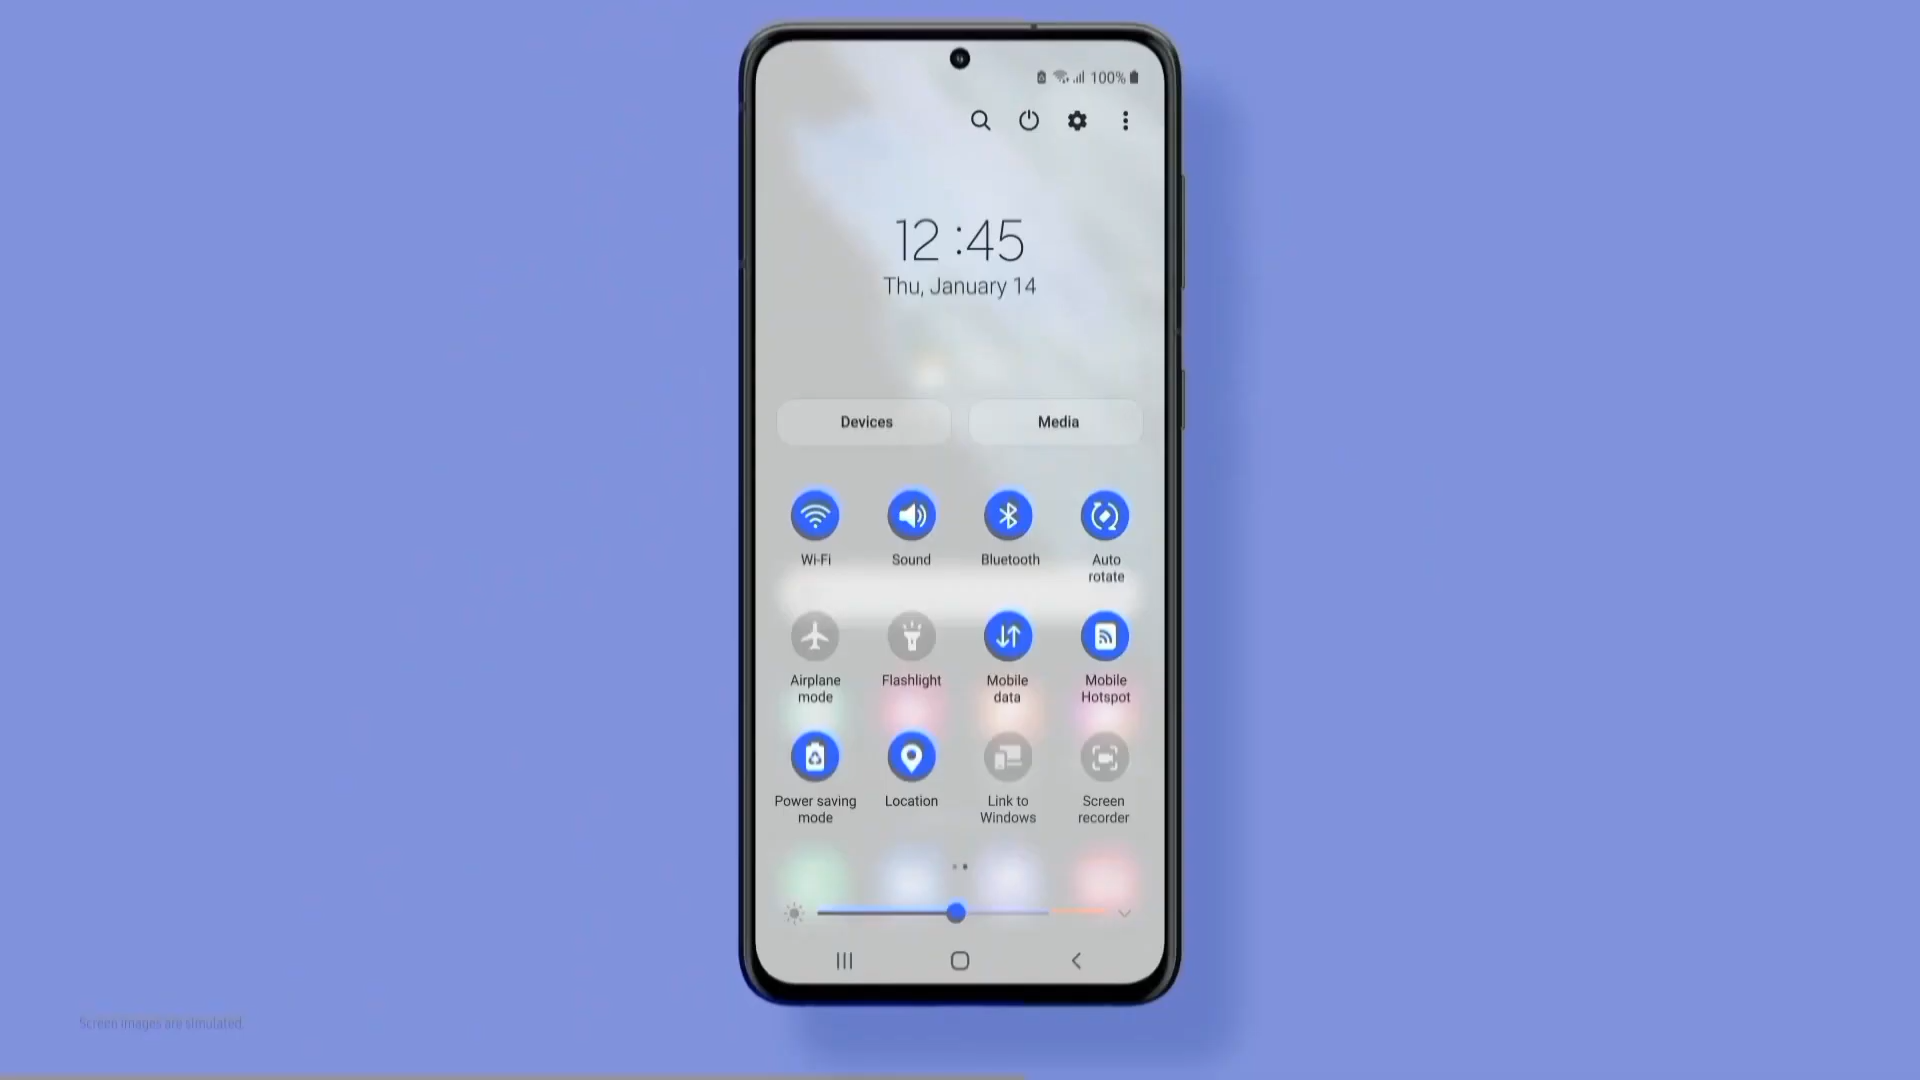 100%
12:45
Thu, January 14
Devices
Media
Wi-Fi
Sound
Bluetooth
Auto
rotate
Airplane
mode
Flashlight
Mobile
data
Mobile
Hotspot
Power saving
mode
Location
Link to
Windows
Screen
recorder
Screen images are simulated.